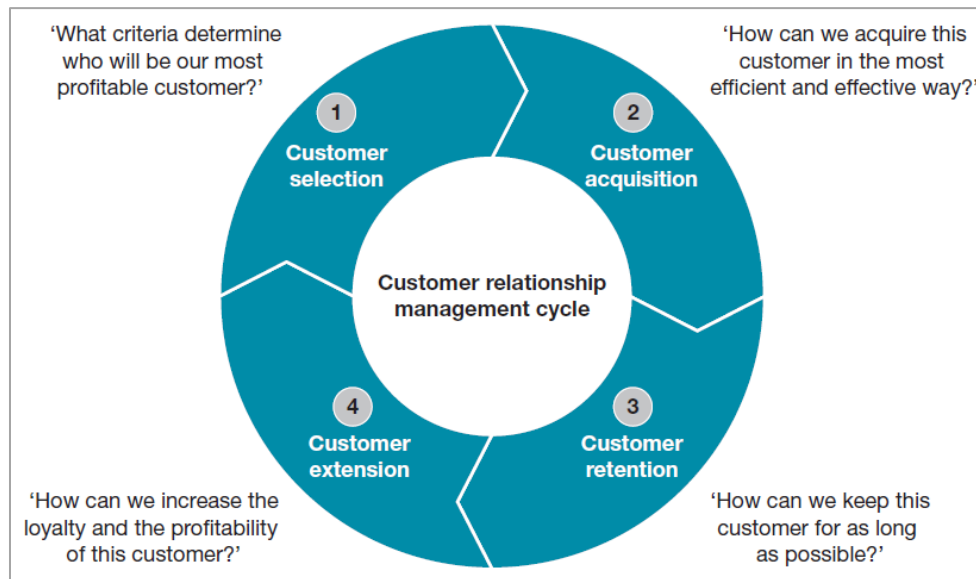 ‘What criteria determine
who will be our most
profitable customer?’
‘How can we acquire this
customer in the most
efficient and effective way?’
1
Customer
selection
2
Customer
acquisition
Customer relationship
management cycle
4
Customer
extension
3
Customer
retention
‘How can we increase the
loyalty and the profitability
of this customer?’
‘How can we keep this
customer for as long
as possible?’